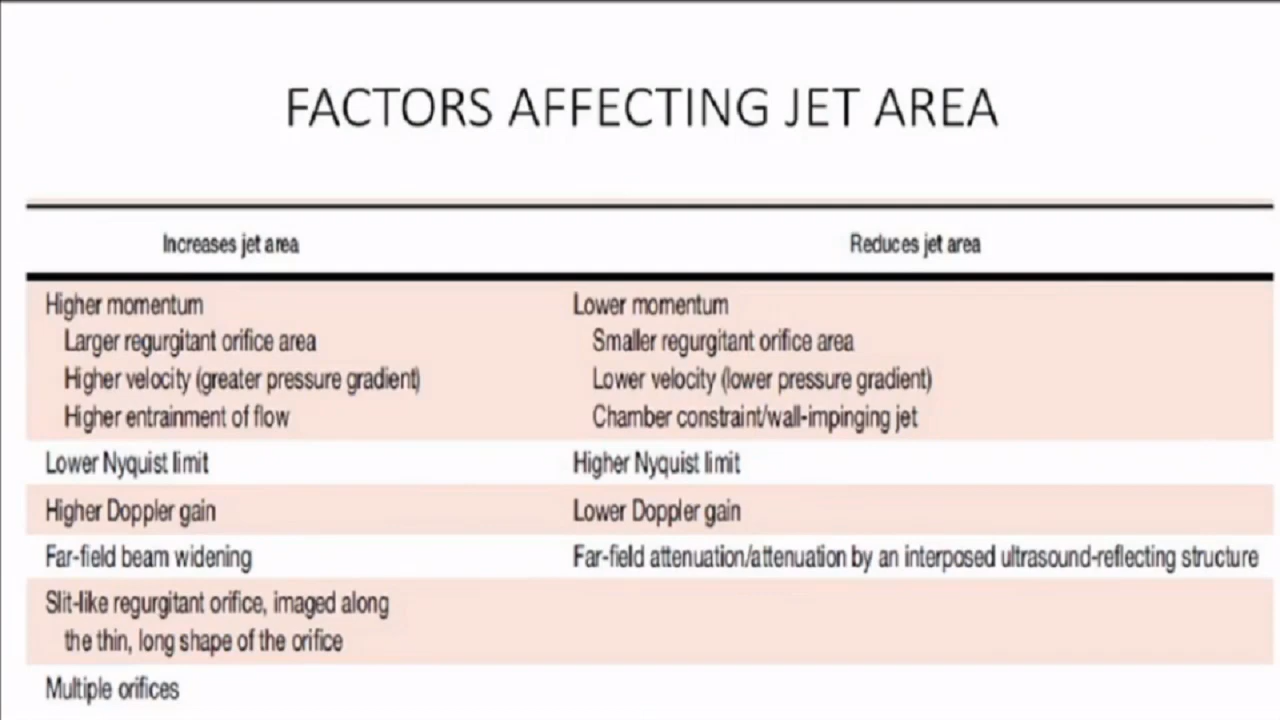 FACTORS AFFECTING JET AREA
Increases jet area Reduces jet area
Higher momentum Lower momentum
Larger regurgitant orifice area Smaller regurgitant orifice area
Higher velocity (greater pressure gradient) Lower velocity (lower pressure gradient)
Higher entrainment of flow Chamber constraint/wall-impinging jet
Lower Nyquist limit Higher Nyquist limit
Higher Doppler gain Lower Doppler gain
Far-field beam widening Far-field attenuation/attenuation by an interposed ultrasound-reflecting structure
Slit-like regurgitant orifice, imaged along
the thin, long shape of the orifice
Multiple orifices